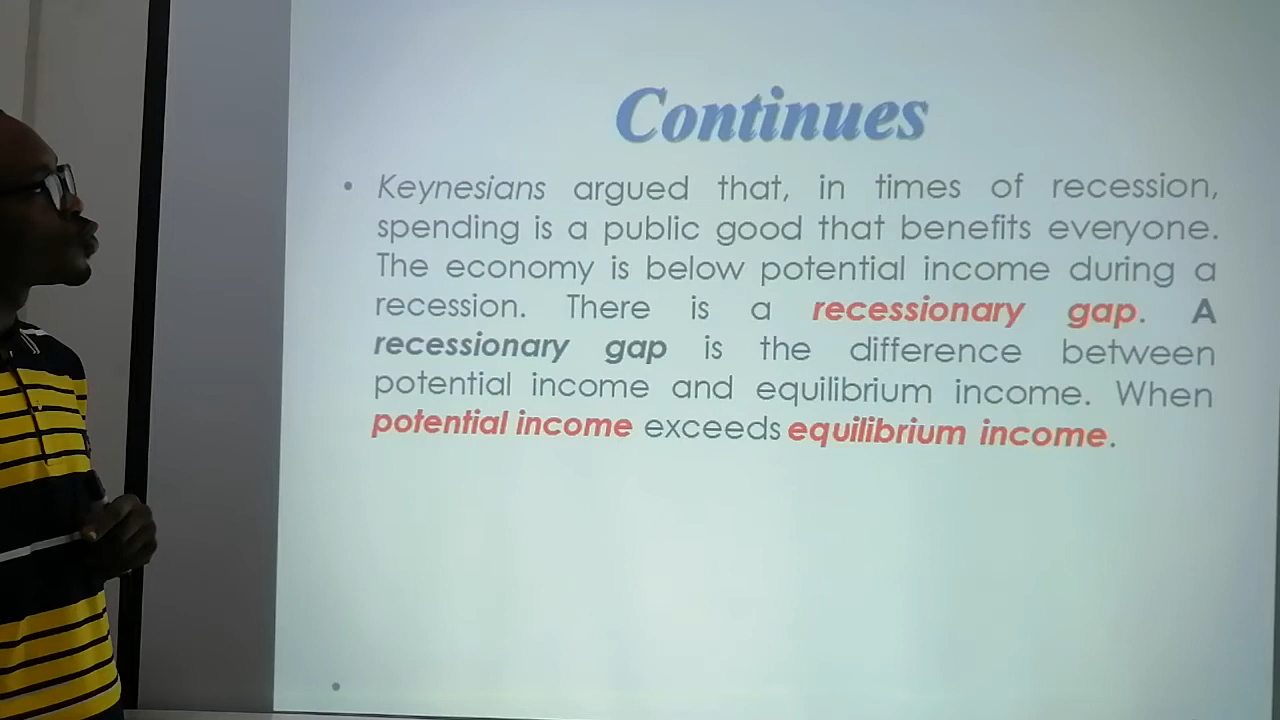 Continues
• Keynesians argued that, in times of recession,
spending is a public good that benefits everyone.
The economy is below potential income during a
recession. There is a recessionary gap. A
recessionary gap is the difference between
potential income and equilibrium income. When
potential income exceeds equilibrium income.
•